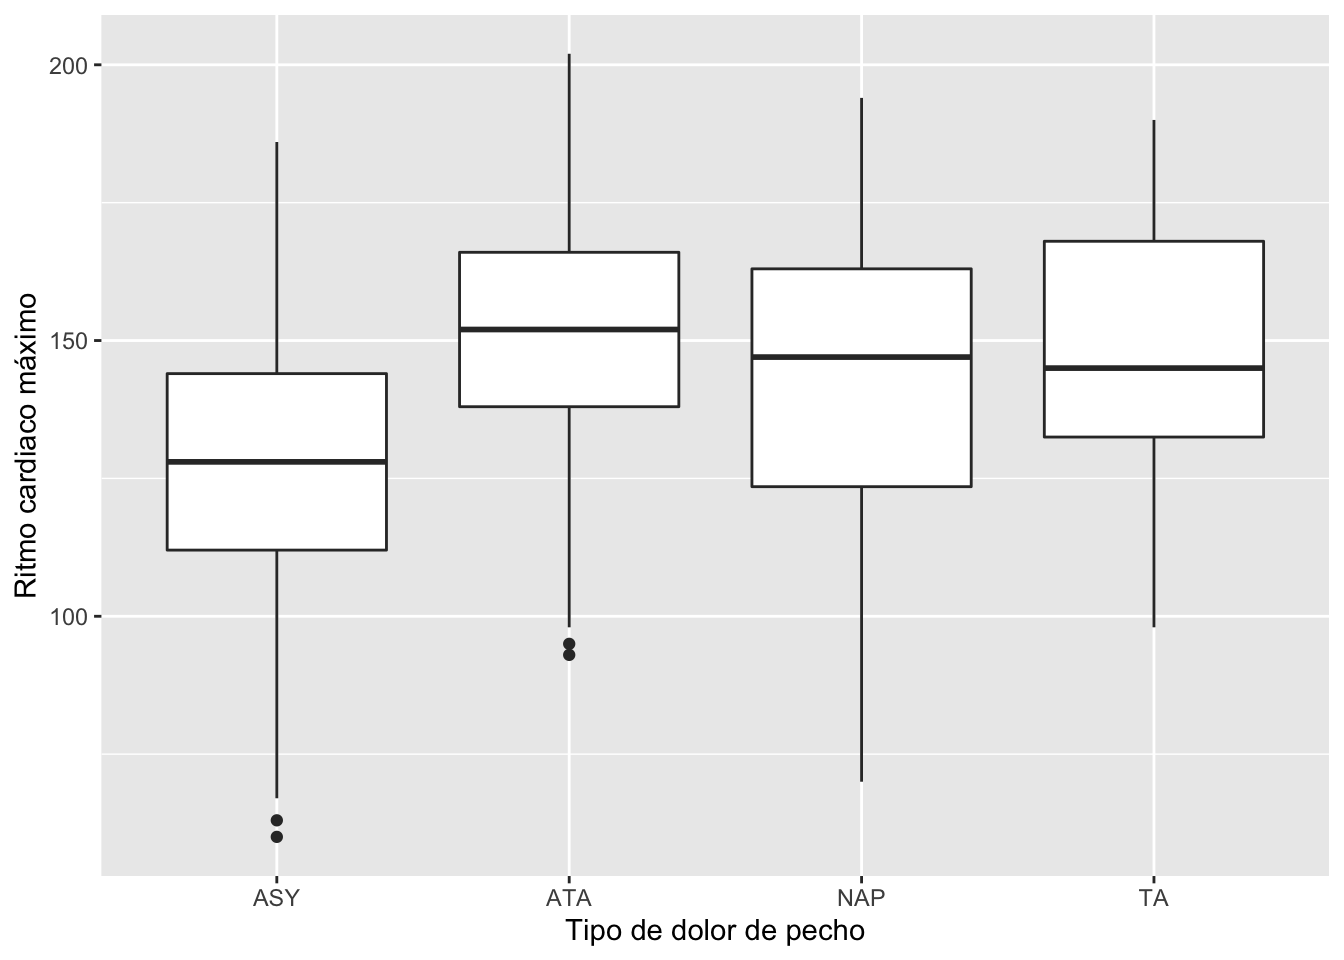 Ritmo cardiaco máximo
200
150
100
ASY
ATA
NAP
TA
Tipo de dolor de pecho